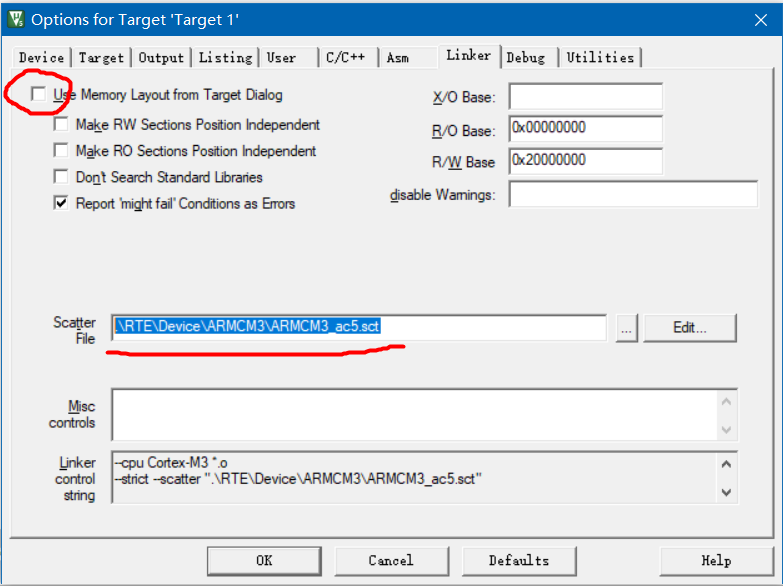 Options for Target 'Target 1'
Device Target Output Listing User C/C++ Asm Linker Debug Utilities
Use Memory Layout from Target Dialog
Make RW Sections Position Independent
Make RO Sections Position Independent
Don't Search Standard Libraries
Report 'might fail' Conditions as Errors
X/O Base:
R/O Base: 0x00000000
R/W Base 0x20000000
disable Warnings:
Scatter
File
.\RTE\Device\ARMCM3\ARMCM3_ac5.sct
... Edit...
Misc
controls
Linker
control
string
--cpu Cortex-M3 *.o
--strict --scatter ".\RTE\Device\ARMCM3\ARMCM3_ac5.sct"
OK Cancel Defaults Help